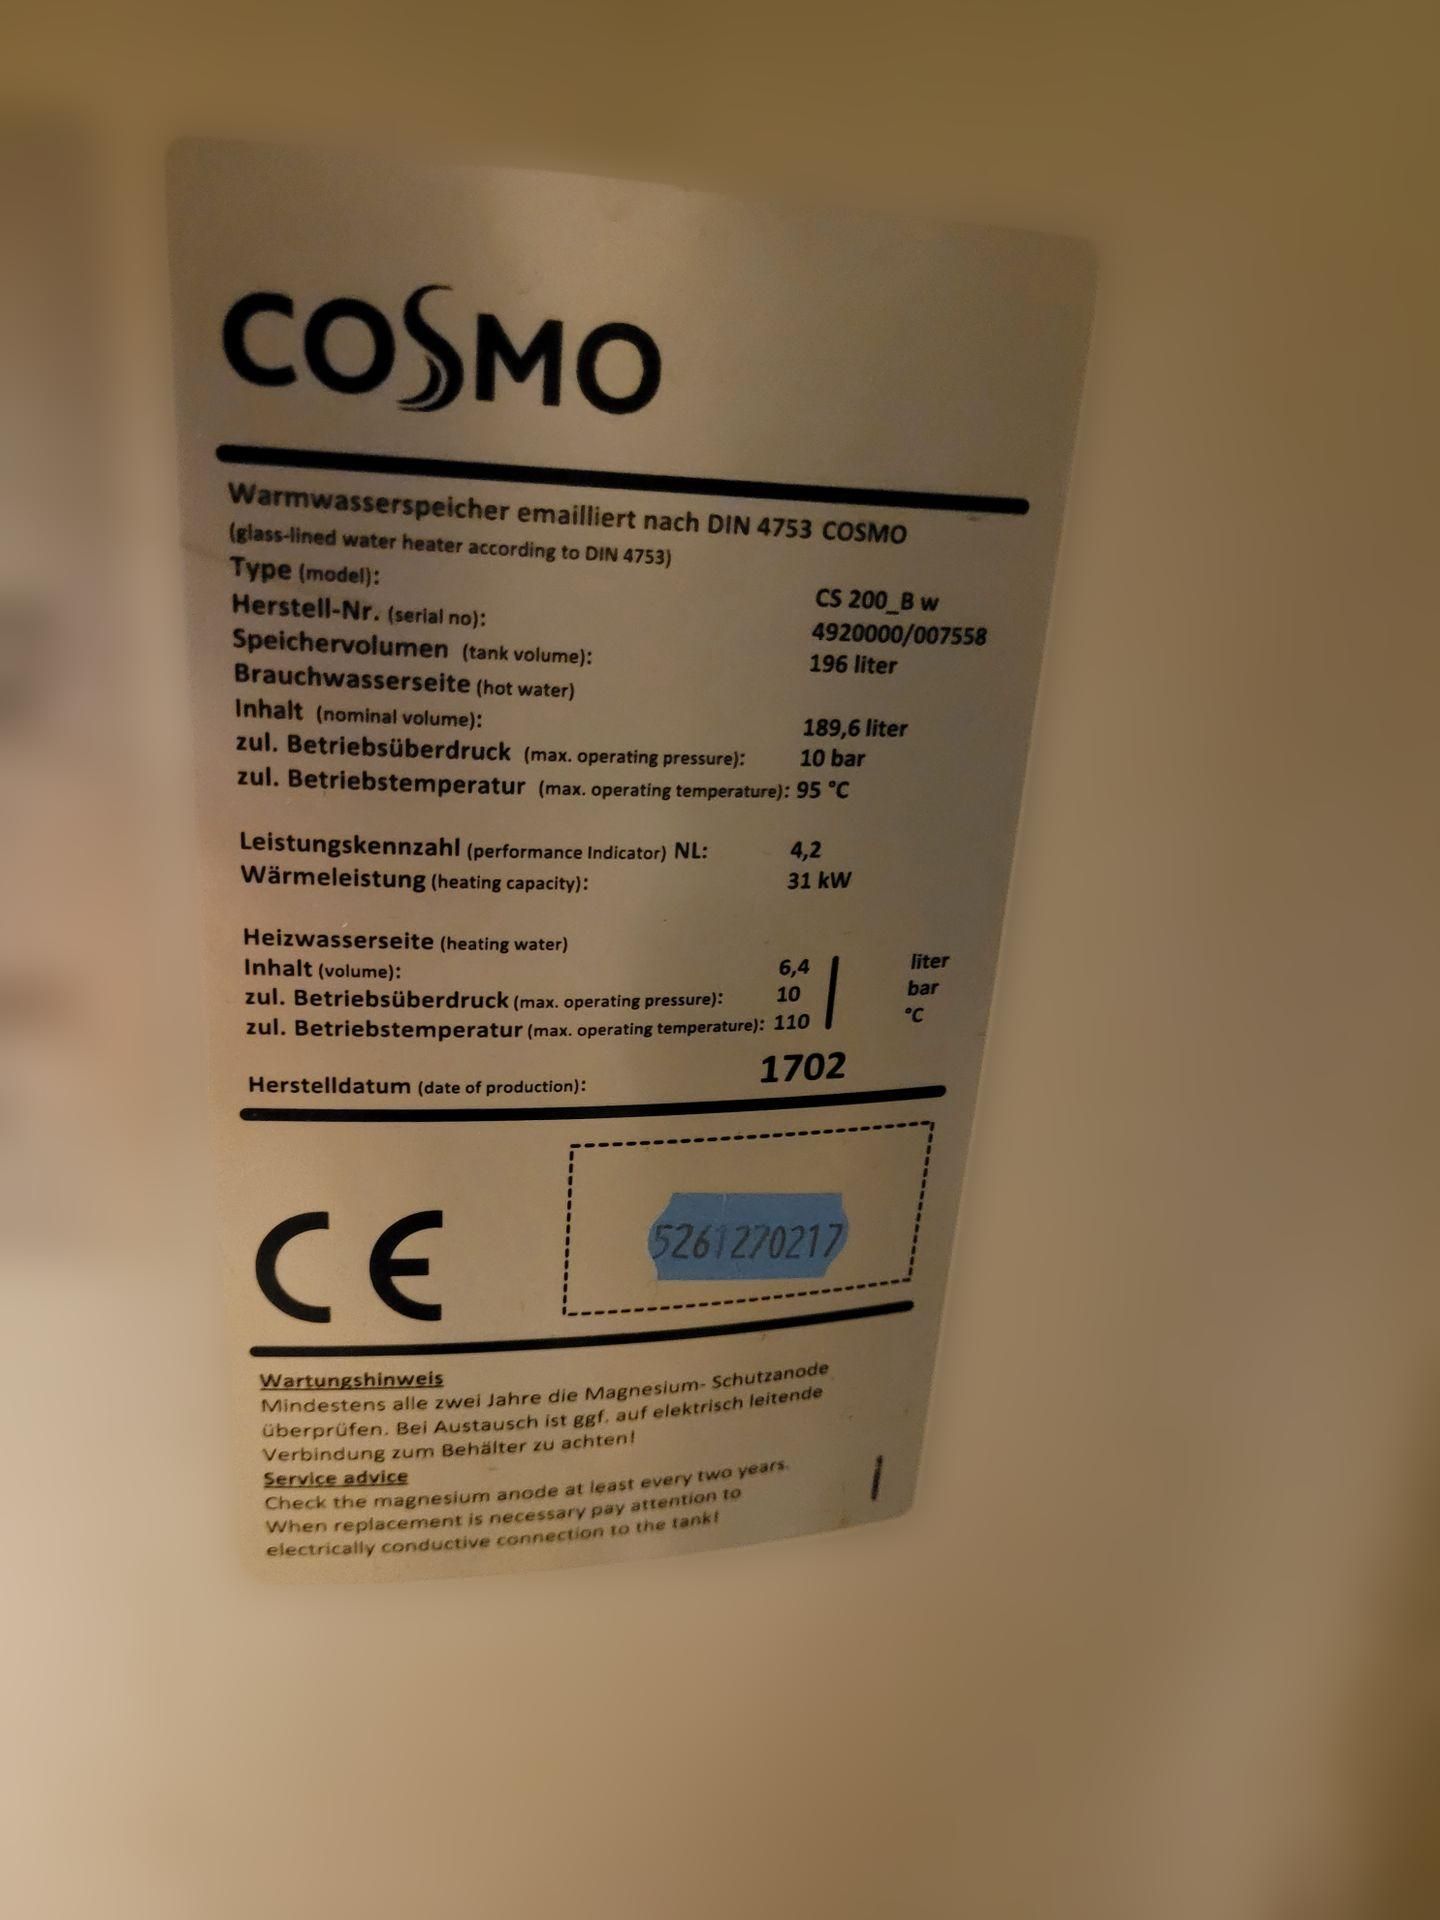 COSMO
Warmwasserspeicher emailliert nach DIN 4753 COSMO
(glass-lined water heater according to DIN 4753)
Type (model): CS 200_B w
Herstell-Nr. (serial no): 4920000/007558
Speichervolumen (tank volume): 196 liter
Brauchwasserseite (hot water)
Inhalt (nominal volume): 189,6 liter
zul. Betriebsüberdruck (max. operating pressure): 10 bar
zul. Betriebstemperatur (max. operating temperature): 95 °C
Leistungskennzahl (performance Indicator) NL: 4,2
Wärmeleistung (heating capacity): 31 kW
Heizwasserseite (heating water)
Inhalt (volume): 6,4 liter
zul. Betriebsüberdruck (max. operating pressure): 10 bar
zul. Betriebstemperatur (max. operating temperature): 110 °C
Herstelldatum (date of production): 1702
CE
5261270217
Wartungshinweis
Mindestens alle zwei Jahre die Magnesium- Schutzanode
überprüfen. Bei Austausch ist ggf. auf elektrisch leitende
Verbindung zum Behälter zu achten!
Service advice
Check the magnesium anode at least every two years.
When replacement is necessary pay attention to
electrically conductive connection to the tank!